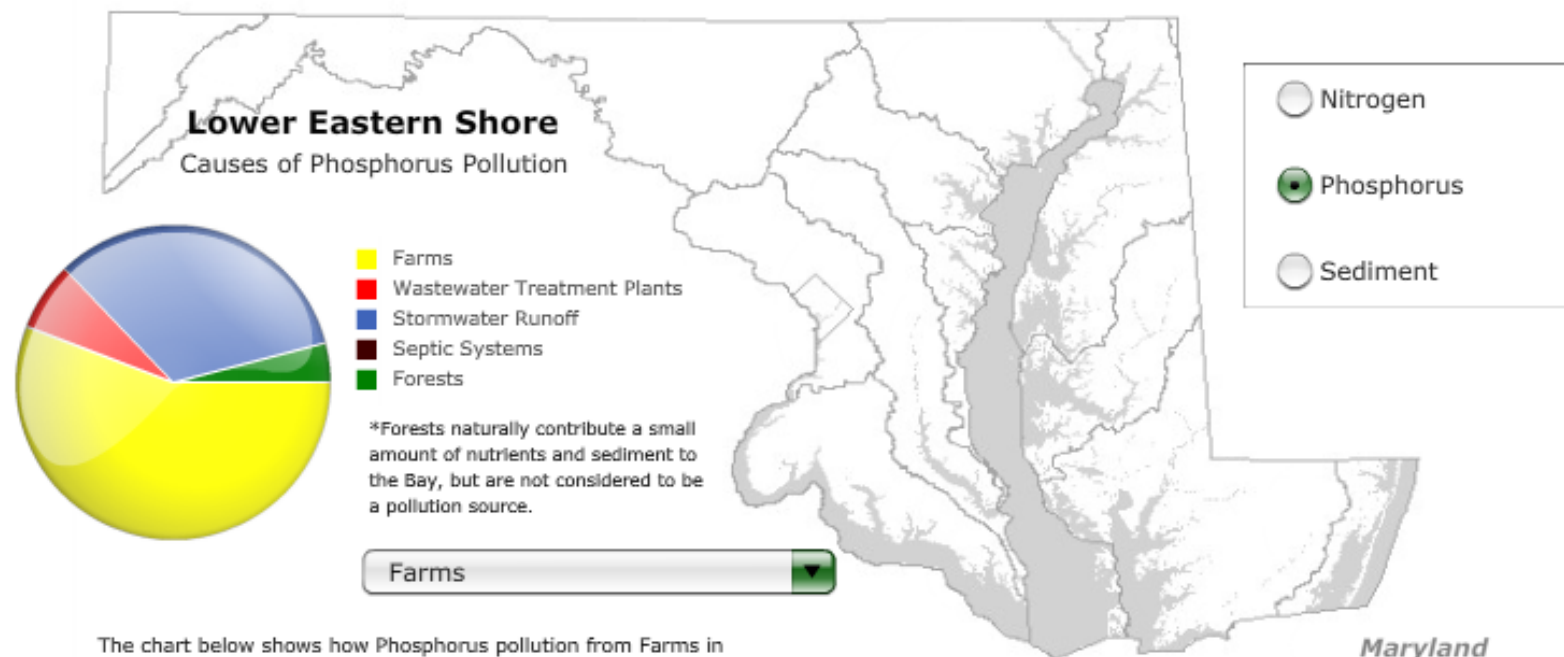 Lower Eastern Shore
Causes of Phosphorus Pollution
Nitrogen
Phosphorus
Sediment
Farms
Wastewater Treatment Plants
Stormwater Runoff
Septic Systems
Forests
*Forests naturally contribute a small
amount of nutrients and sediment to
the Bay, but are not considered to be
a pollution source.
Farms
The chart below shows how Phosphorus pollution from Farms in
Maryland